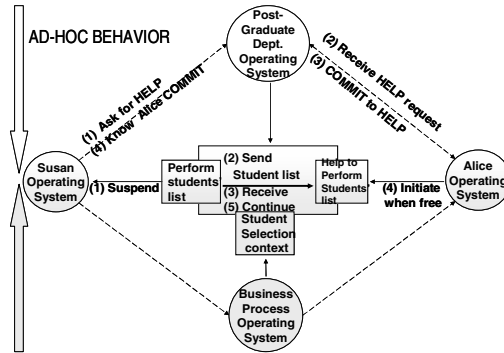 AD-HOC BEHAVIOR
Post-
Graduate
Dept.
Operating
System
(1) Ask for HELP
(4) Know Alice COMMIT
(2) Receive HELP request
(3) COMMIT to HELP
Susan
Operating
System
(1) Suspend
Perform
students
list
(2) Send
Student list
(3) Receive
(5) Continue
Help to
Perform
Students
list
(4) Initiate
when free
Alice
Operating
System
Student
Selection
context
Business
Process
Operating
System